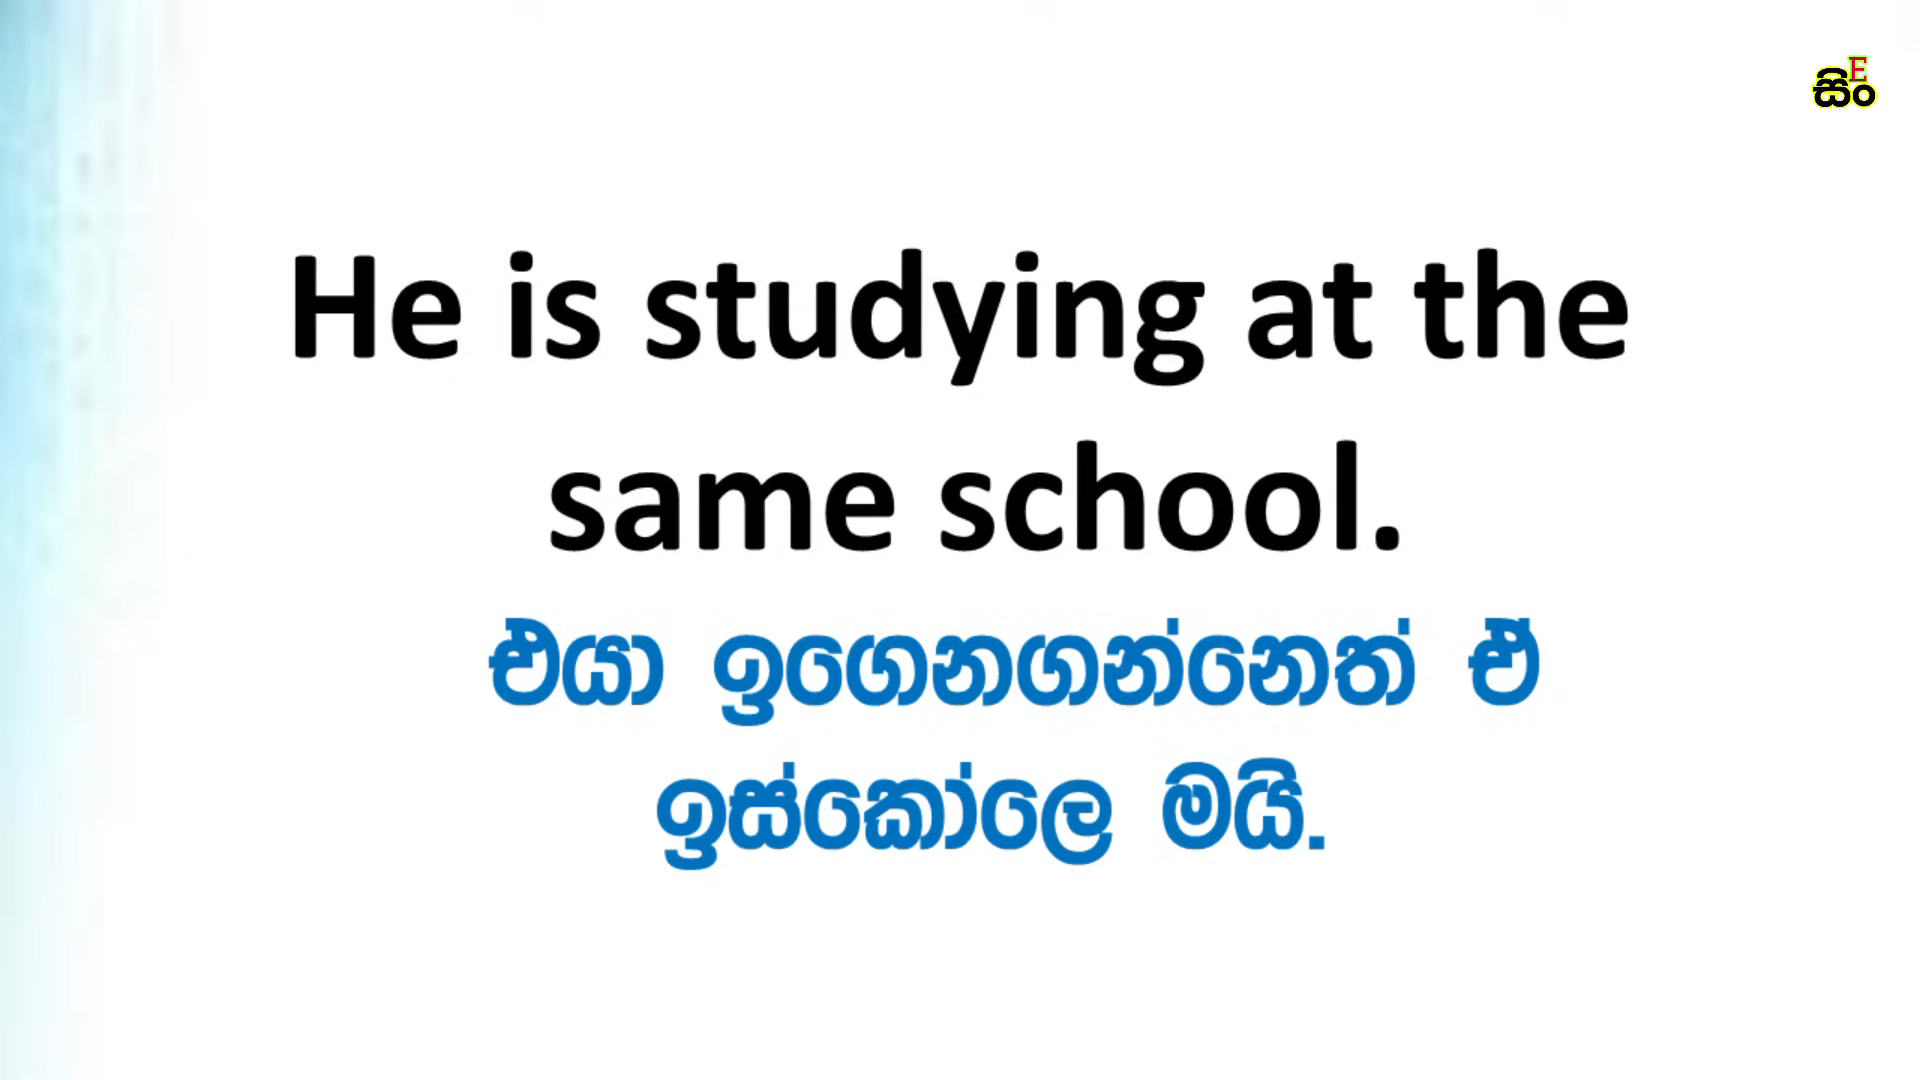 සිං E
He is studying at the
same school.
එයා ඉගෙනගන්නෙත් ඒ
ඉස්කෝලෙ මයි.